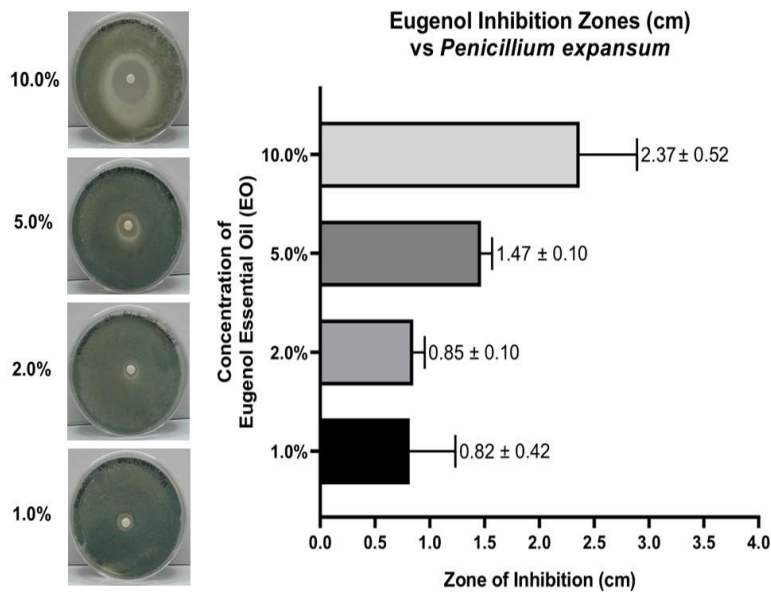 Eugenol Inhibition Zones (cm)
vs Penicillium expansum
10.0%
5.0%
2.0%
1.0%
Concentration of
Eugenol Essential Oil (EO)
10.0%
2.37± 0.52
5.0%
1.47 ± 0.10
2.0%
0.85 ± 0.10
1.0%
0.82 ± 0.42
0.0 0.5 1.0 1.5 2.0 2.5 3.0 3.5 4.0
Zone of Inhibition (cm)